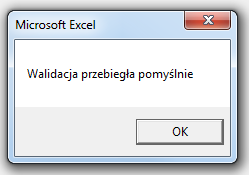 Microsoft Excel
Walidacja przebiegła pomyślnie
OK